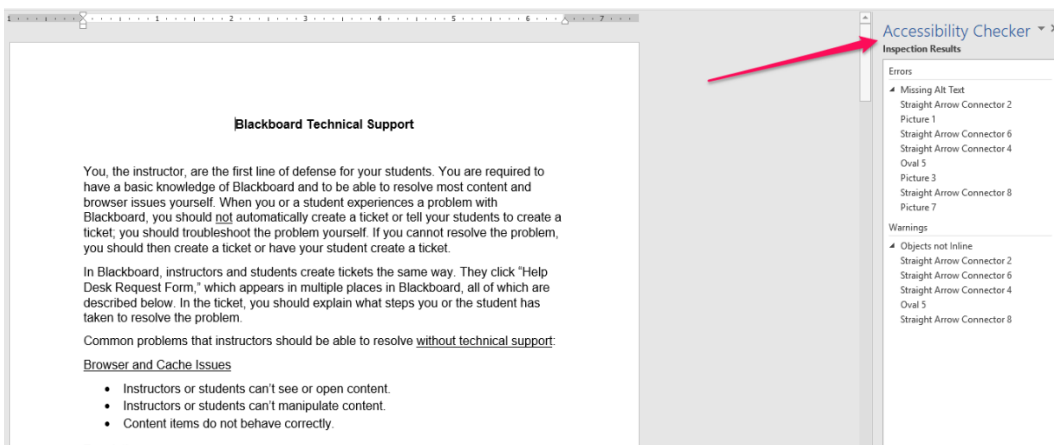 1 1 2 3 4 5 6 7
Blackboard Technical Support
You, the instructor, are the first line of defense for your students. You are required to
have a basic knowledge of Blackboard and to be able to resolve most content and
browser issues yourself. When you or a student experiences a problem with
Blackboard, you should not automatically create a ticket or tell your students to create a
ticket; you should troubleshoot the problem yourself. If you cannot resolve the problem,
you should then create a ticket or have your student create a ticket.
In Blackboard, instructors and students create tickets the same way. They click “Help
Desk Request Form,” which appears in multiple places in Blackboard, all of which are
described below. In the ticket, you should explain what steps you or the student has
taken to resolve the problem.
Common problems that instructors should be able to resolve without technical support:
Browser and Cache Issues
• Instructors or students can’t see or open content.
• Instructors or students can’t manipulate content.
• Content items do not behave correctly.
Accessibility Checker
Inspection Results
Errors
Missing Alt Text
Straight Arrow Connector 2
Picture 1
Straight Arrow Connector 6
Straight Arrow Connector 4
Oval 5
Picture 3
Straight Arrow Connector 8
Picture 7
Warnings
Objects not Inline
Straight Arrow Connector 2
Straight Arrow Connector 6
Straight Arrow Connector 4
Oval 5
Straight Arrow Connector 8